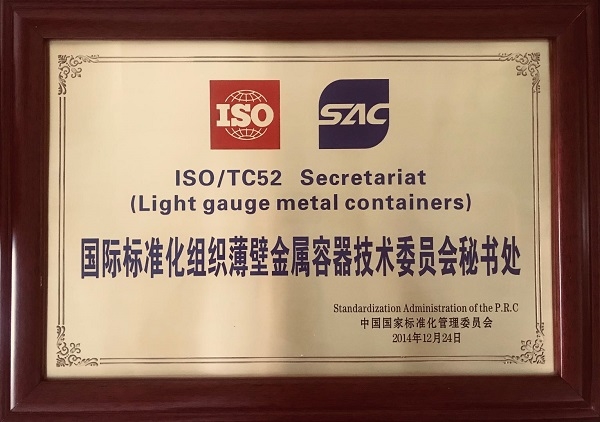 ISO SAC
ISO/TC52 Secretariat
(Light gauge metal containers)
国际标准化组织薄壁金属容器技术委员会秘书处
Standardization Administration of the P.R.C
中国国家标准化管理委员会
2014年12月24日